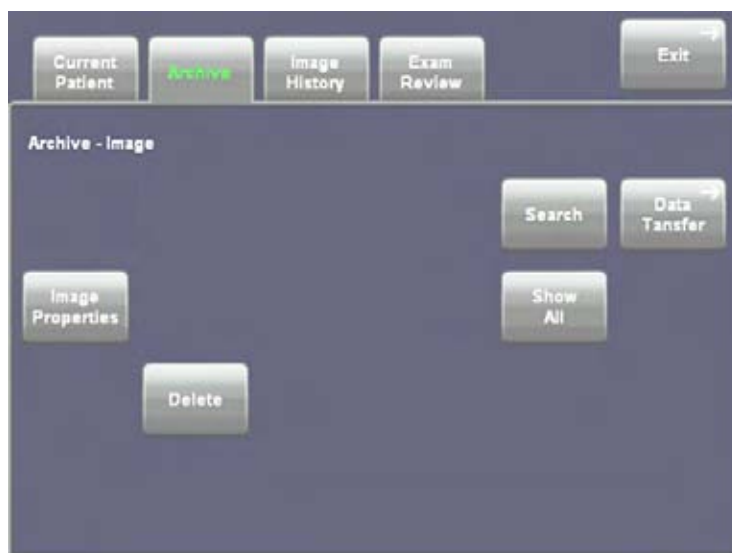 Current
Patient
Archive
Image
History
Exam
Review
Exit
Archive - Image
Search
Data
Tansfer
Image
Properties
Show
All
Delete